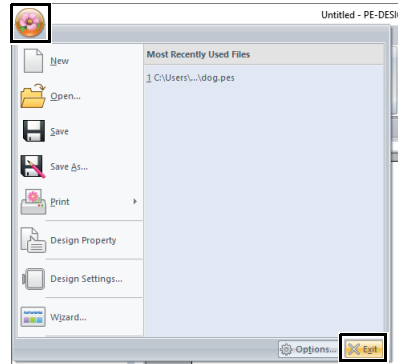 Untitled - PE-DESI
New
Open...
Save
Save As...
Print
Design Property
Design Settings...
Wizard...
Most Recently Used Files
1 C:\Users\...\dog.pes
Options...
Exit